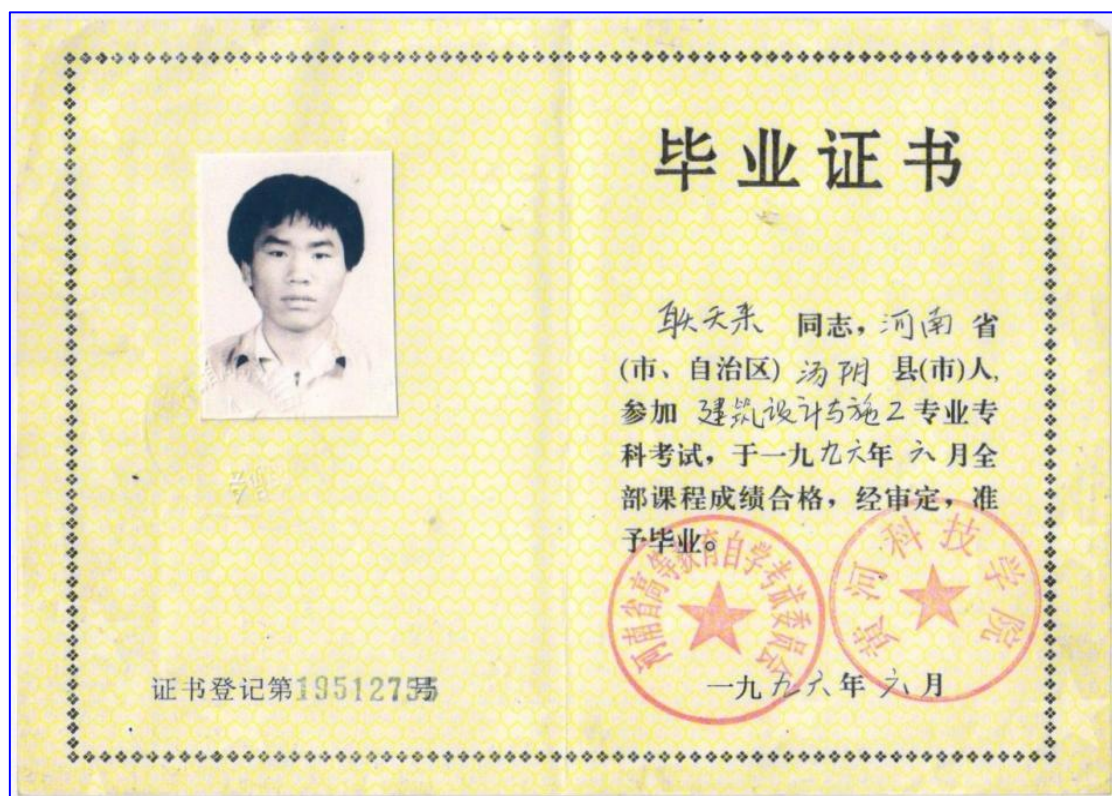 毕业证书
耿天来 同志，河南 省
(市、自治区) 汤阴 县(市)人，
参加 建筑设计与施工 专业专
科考试，于一九九六年 六 月全
部课程成绩合格，经审定，准
予毕业。
河南省高等教育自学考试委员会
黄河科技学院
一九九六年六月
证书登记第19512755号